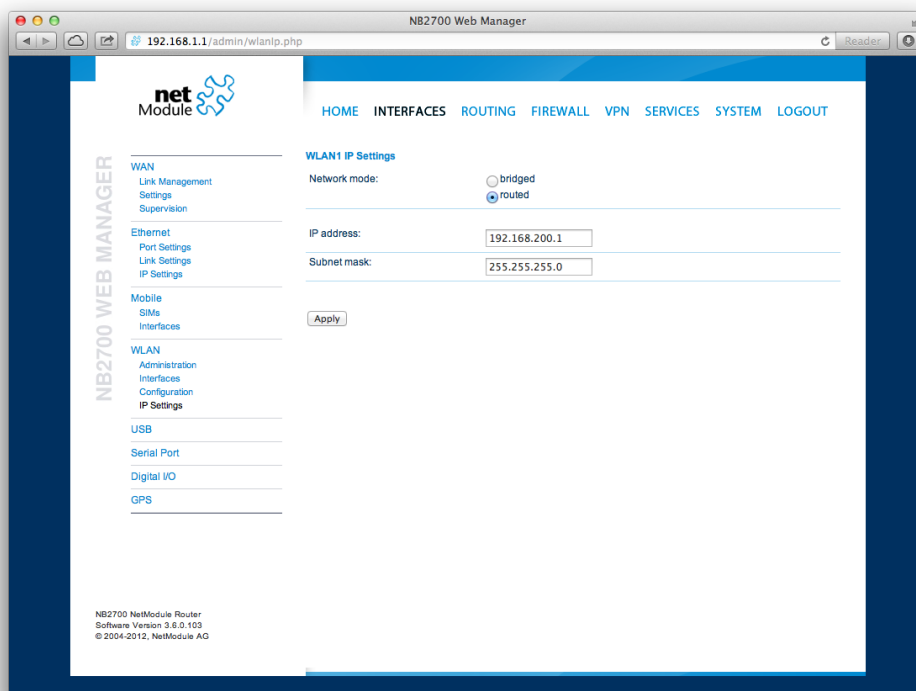 NB2700 Web Manager
192.168.1.1/admin/wlanip.php
Reader
net
Module
HOME INTERFACES ROUTING FIREWALL VPN SERVICES SYSTEM LOGOUT
NB2700 WEB MANAGER
WAN
Link Management
Settings
Supervision
Ethernet
Port Settings
Link Settings
IP Settings
Mobile
SIMs
Interfaces
WLAN
Administration
Interfaces
Configuration
IP Settings
USB
Serial Port
Digital I/O
GPS
WLAN1 IP Settings
Network mode:
bridged
routed
IP address: 192.168.200.1
Subnet mask: 255.255.255.0
Apply
NB2700 NetModule Router
Software Version 3.6.0.103
© 2004-2012, NetModule AG